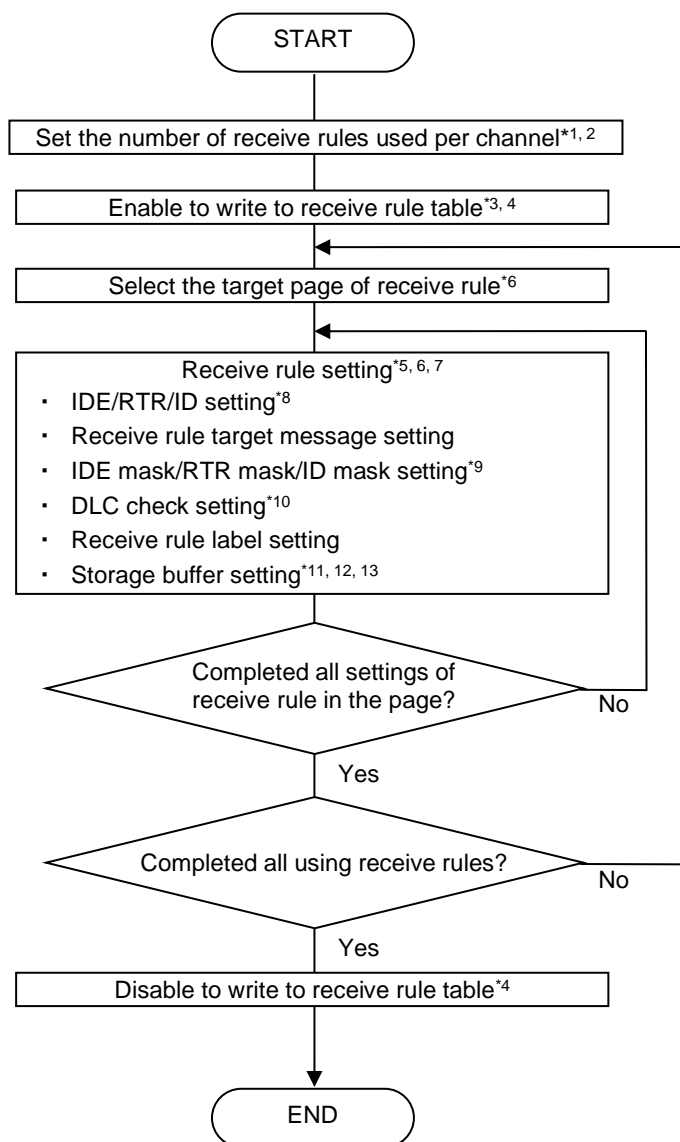 START
Set the number of receive rules used per channel*1, 2
Enable to write to receive rule table*3, 4
Select the target page of receive rule*6
Receive rule setting*5, 6, 7
・ IDE/RTR/ID setting*8
・ Receive rule target message setting
・ IDE mask/RTR mask/ID mask setting*9
・ DLC check setting*10
・ Receive rule label setting
・ Storage buffer setting*11, 12, 13
Completed all settings of
receive rule in the page?
No
Yes
Completed all using receive rules?
No
Yes
Disable to write to receive rule table*4
END